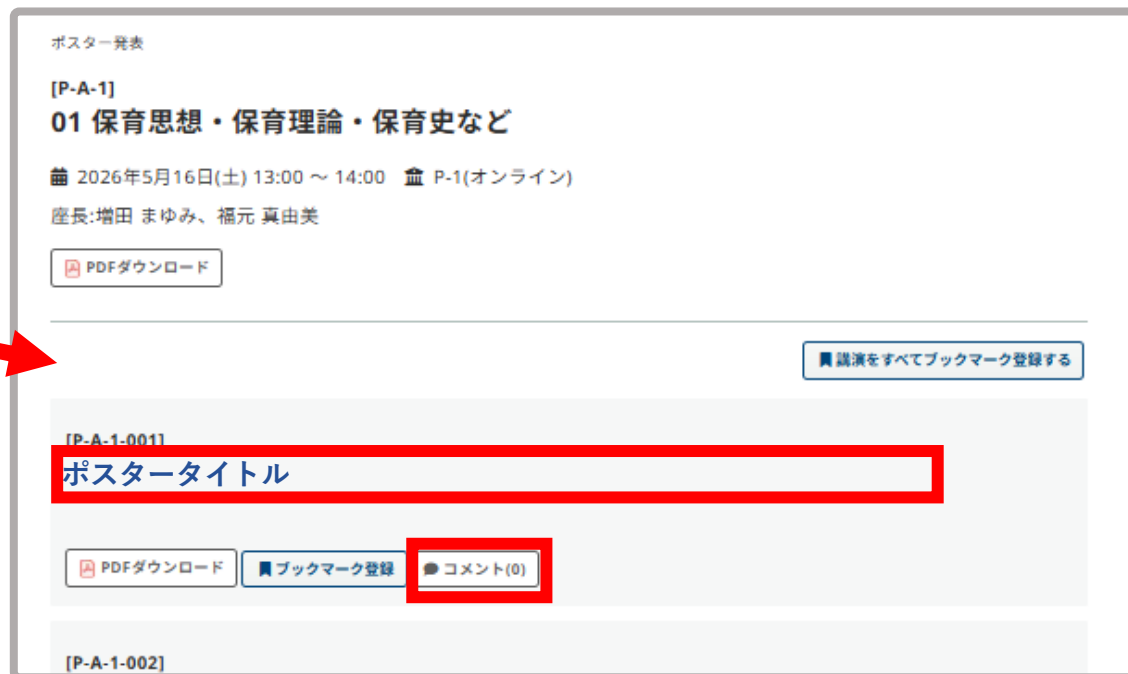 ポスター発表
[P-A-1]
01 保育思想・保育理論・保育史など
2026年5月16日(土) 13:00 ～ 14:00 P-1(オンライン)
座長:増田 まゆみ、福元 真由美
PDFダウンロード
講演をすべてブックマーク登録する
[P-A-1-001]
ポスタータイトル
PDFダウンロード ブックマーク登録 コメント(0)
[P-A-1-002]